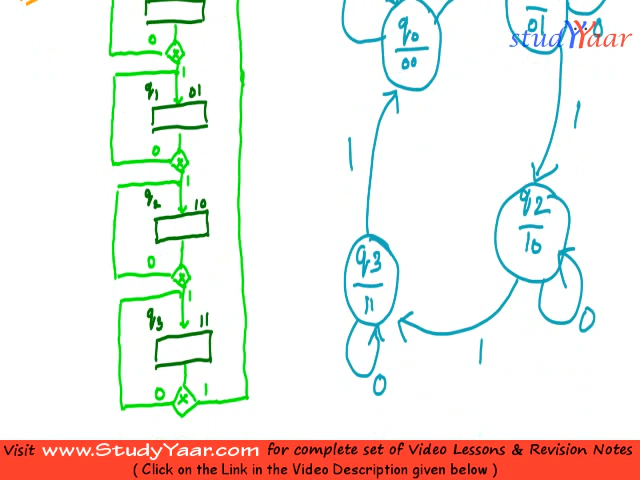 0
x
1
q1 01
0
x
1
q2 10
0
x
1
q3 11
0
x
1
q0
00
01
0
studYYaar
1
1
q2
10
0
q3
11
0
1
Visit www.StudyYaar.com for complete set of Video Lessons & Revision Notes
( Click on the Link in the Video Description given below )